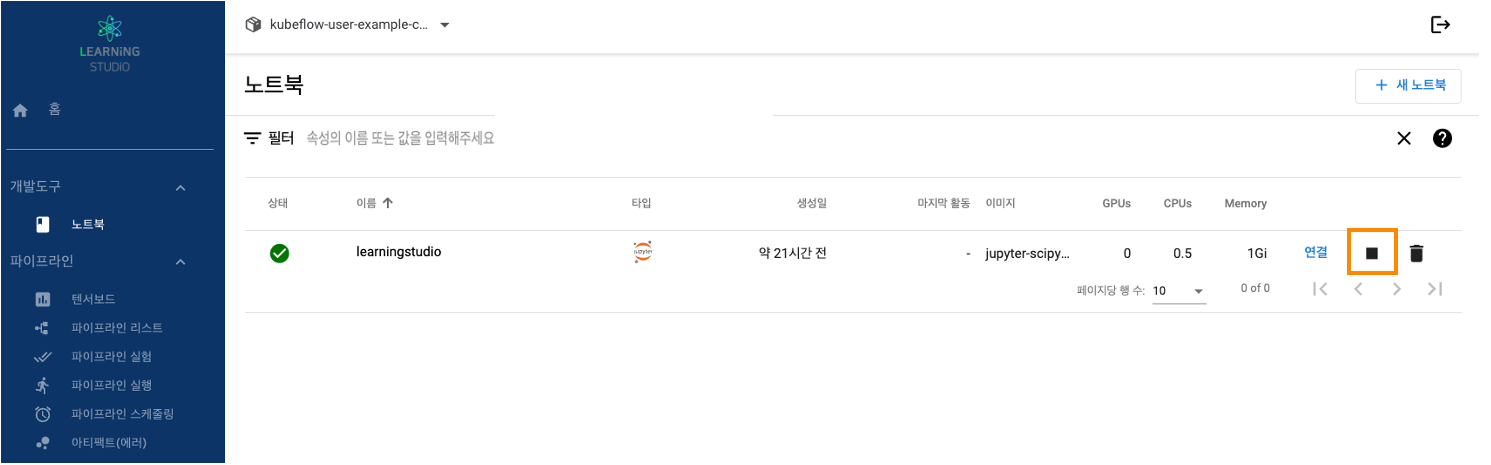 LEARNiNG
STUDIO
홈
개발도구
노트북
파이프라인
텐서보드
파이프라인 리스트
파이프라인 실험
파이프라인 실행
파이프라인 스케줄링
아티팩트(에러)
kubeflow-user-example-c...
노트북
+ 새 노트북
필터 속성의 이름 또는 값을 입력해주세요
상태 이름 타입 생성일 마지막 활동 이미지 GPUs CPUs Memory
learningstudio jupyter 약 21시간 전 - jupyter-scipy... 0 0.5 1Gi 연결
페이지당 행 수: 10 0 of 0